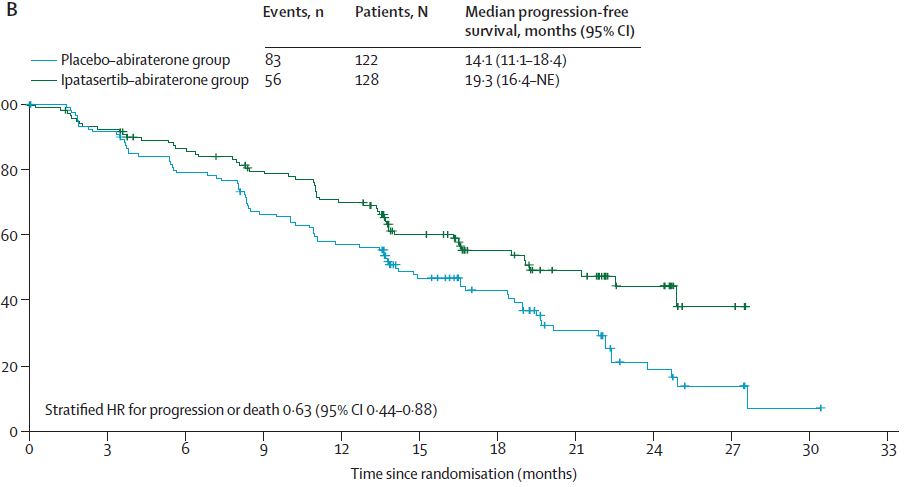 B
Events, n Patients, N Median progression-free
survival, months (95% CI)
Placebo–abiraterone group 83 122 14·1 (11·1–18·4)
Ipatasertib–abiraterone group 56 128 19·3 (16·4–NE)
00
80
60
40
20
0
Stratified HR for progression or death 0·63 (95% CI 0·44–0·88)
0 3 6 9 12 15 18 21 24 27 30 33
Time since randomisation (months)